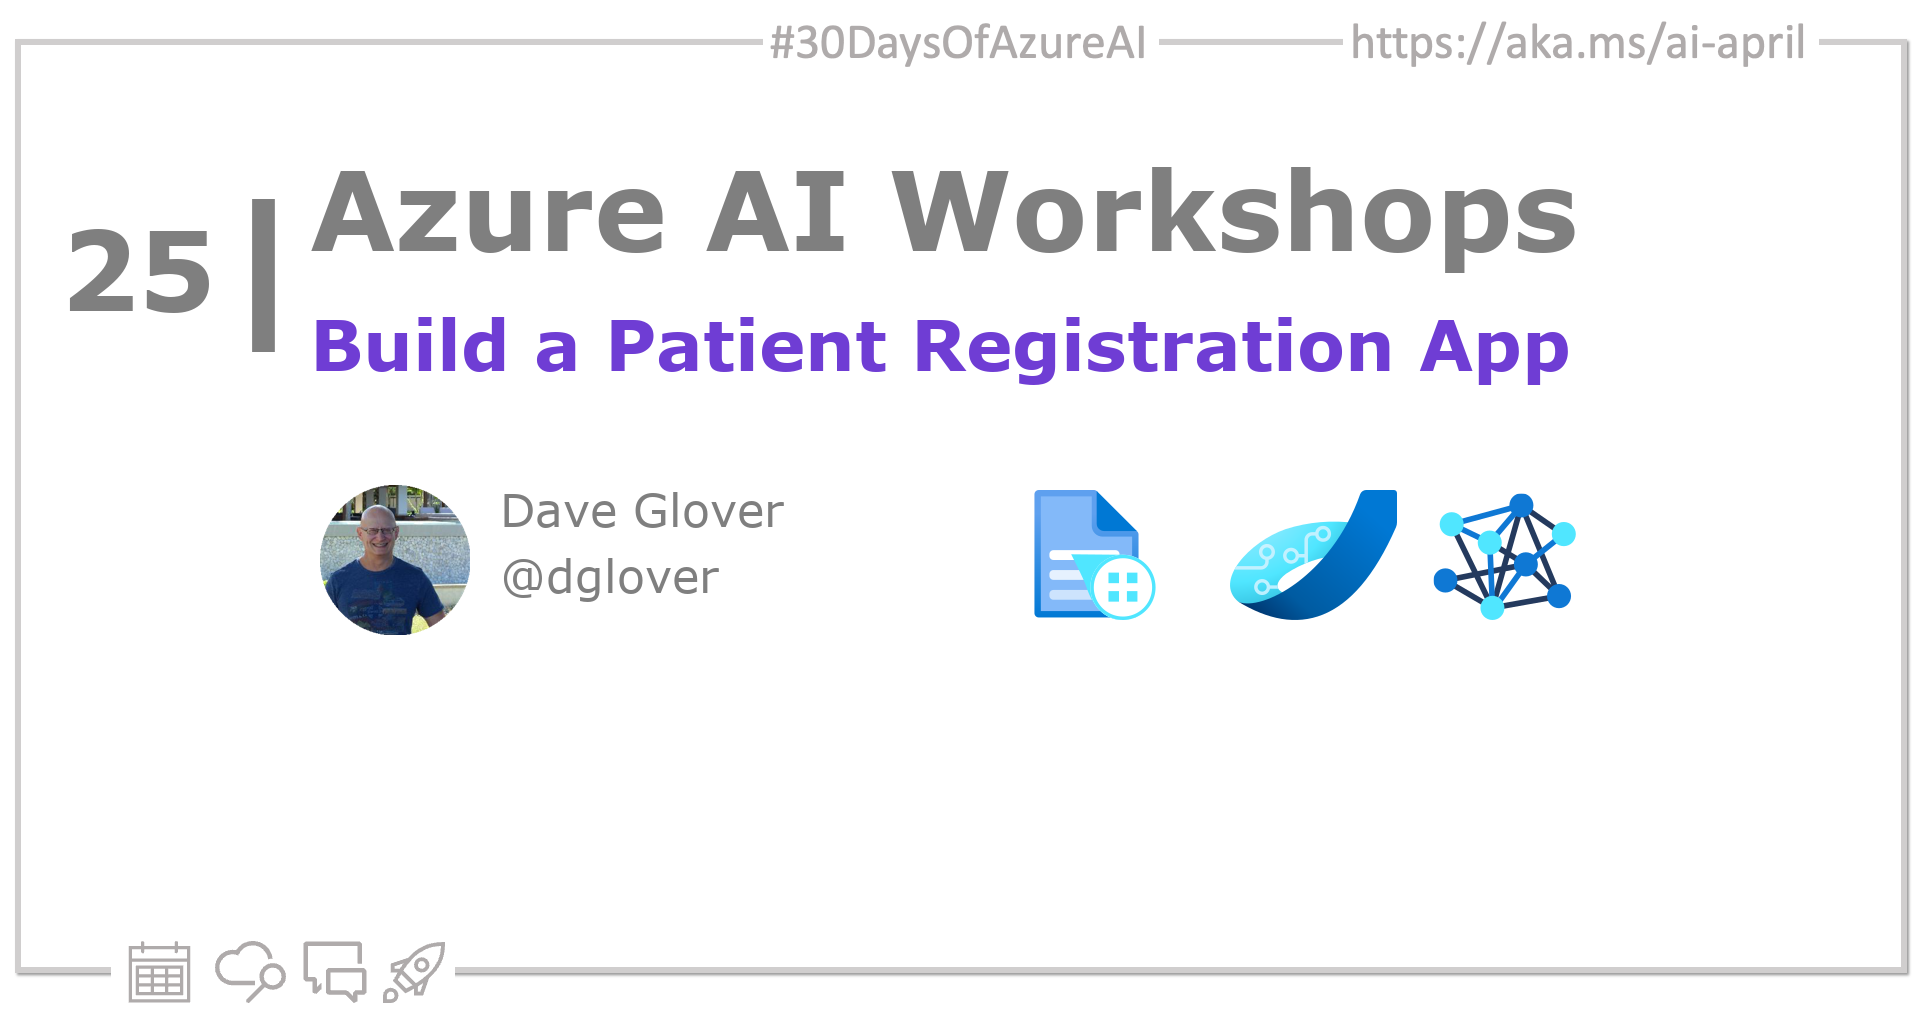 #30DaysOfAzureAI
https://aka.ms/ai-april
25
Azure AI Workshops
Build a Patient Registration App
Dave Glover
@dglover